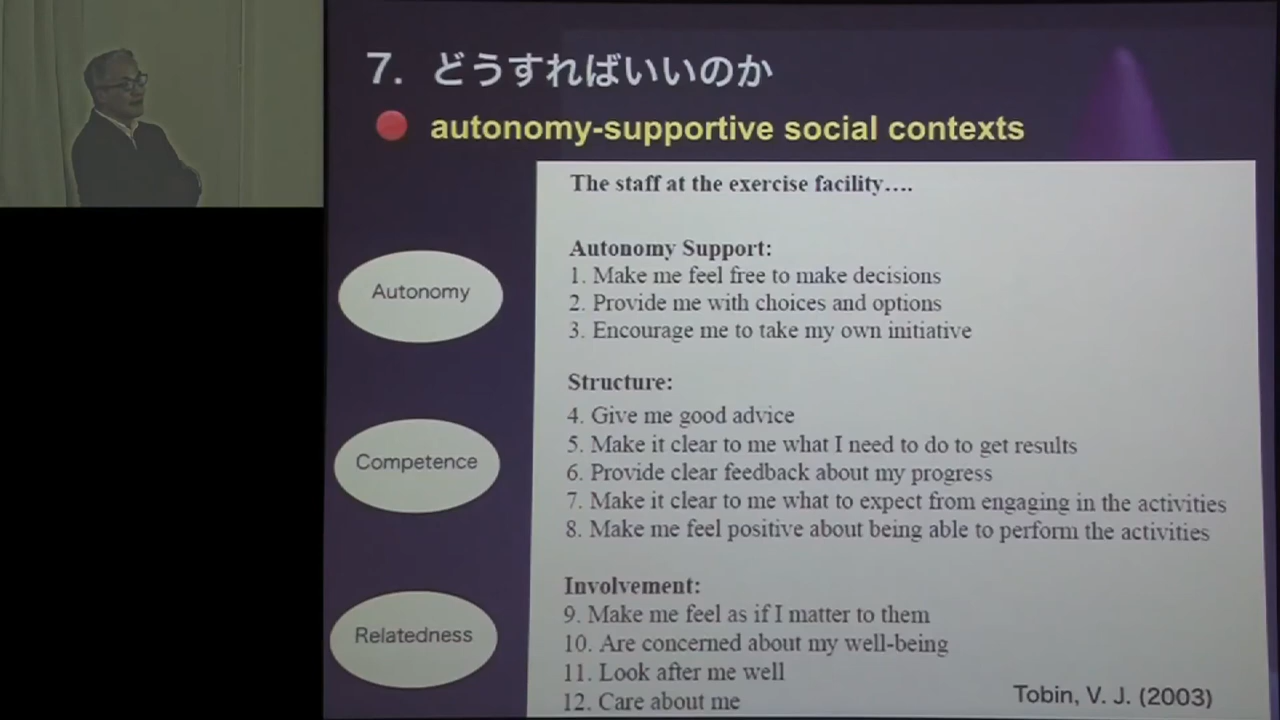 7. どうすればいいのか
autonomy-supportive social contexts
The staff at the exercise facility....
Autonomy
Autonomy Support:
1. Make me feel free to make decisions
2. Provide me with choices and options
3. Encourage me to take my own initiative
Competence
Structure:
4. Give me good advice
5. Make it clear to me what I need to do to get results
6. Provide clear feedback about my progress
7. Make it clear to me what to expect from engaging in the activities
8. Make me feel positive about being able to perform the activities
Relatedness
Involvement:
9. Make me feel as if I matter to them
10. Are concerned about my well-being
11. Look after me well
12. Care about me
Tobin, V. J. (2003)